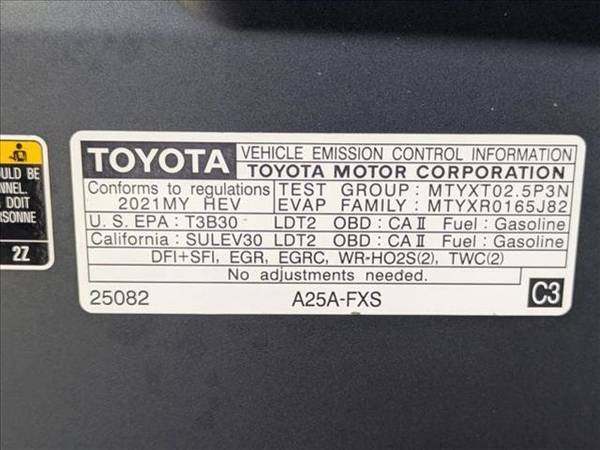 TOYOTA VEHICLE EMISSION CONTROL INFORMATION
TOYOTA MOTOR CORPORATION
Conforms to regulations TEST GROUP : MTYXT02.5P3N
2021MY HEV EVAP FAMILY : MTYXR0165J82
U. S. EPA : T3B30 LDT2 OBD : CA II Fuel : Gasoline
California : SULEV30 LDT2 OBD : CA II Fuel : Gasoline
DFI+SFI, EGR, EGRC, WR-HO2S(2), TWC(2)
No adjustments needed.
25082 A25A-FXS C3
ULD BE
NNEL.
DOIT
RSONNE
2Z